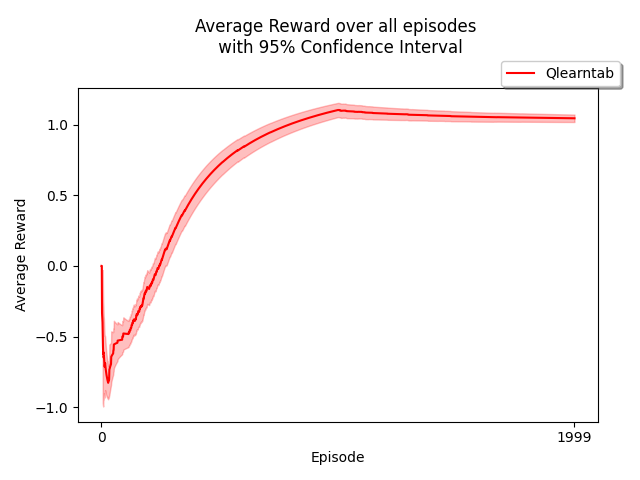 Average Reward over all episodes
with 95% Confidence Interval
Qlearntab
1.0
0.5
0.0
−0.5
−1.0
Average Reward
0 1999
Episode